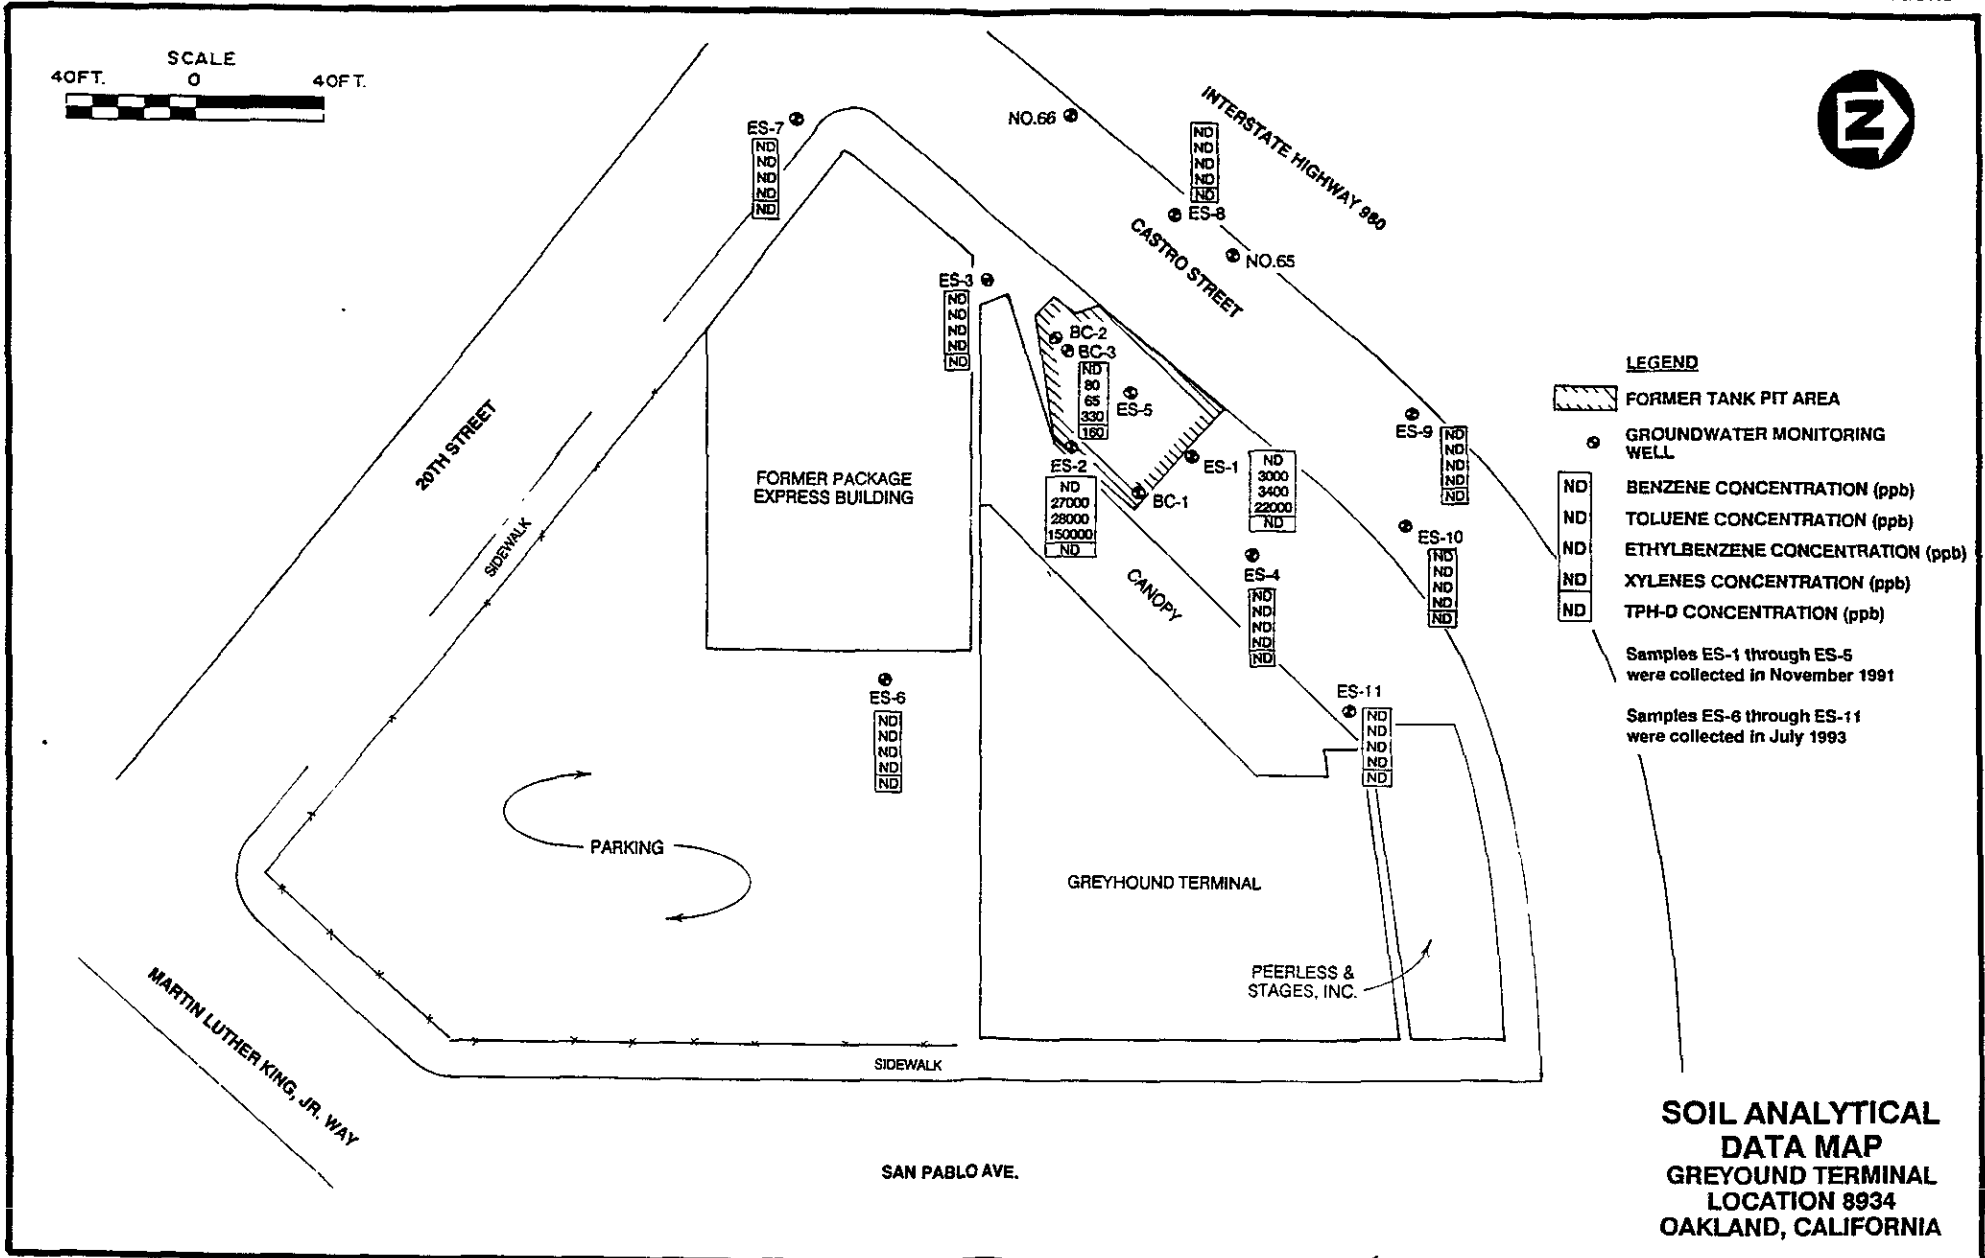 SCALE
40FT. 0 40FT.
N
ES-7
ND
ND
ND
ND
ND
NO.66
INTERSTATE HIGHWAY 980
ND
ND
ND
ND
ND
ES-8
NO.65
CASTRO STREET
ES-3
ND
ND
ND
ND
ND
BC-2
BC-3
ND
80
65
330
160
ES-5
ES-2
ND
27000
28000
150000
ND
BC-1
ES-1
ND
3000
3400
22000
ND
ES-9
ND
ND
ND
ND
ND
ES-10
ND
ND
ND
ND
ND
ES-4
ND
ND
ND
ND
ND
CANOPY
ES-11
ND
ND
ND
ND
ND
20TH STREET
SIDEWALK
FORMER PACKAGE
EXPRESS BUILDING
ES-6
ND
ND
ND
ND
ND
PARKING
GREYHOUND TERMINAL
PEERLESS &
STAGES, INC.
SIDEWALK
MARTIN LUTHER KING, JR. WAY
SAN PABLO AVE.
LEGEND
FORMER TANK PIT AREA
GROUNDWATER MONITORING
WELL
ND BENZENE CONCENTRATION (ppb)
ND TOLUENE CONCENTRATION (ppb)
ND ETHYLBENZENE CONCENTRATION (ppb)
ND XYLENES CONCENTRATION (ppb)
ND TPH-D CONCENTRATION (ppb)
Samples ES-1 through ES-5
were collected in November 1991
Samples ES-6 through ES-11
were collected in July 1993
SOIL ANALYTICAL
DATA MAP
GREYOUND TERMINAL
LOCATION 8934
OAKLAND, CALIFORNIA